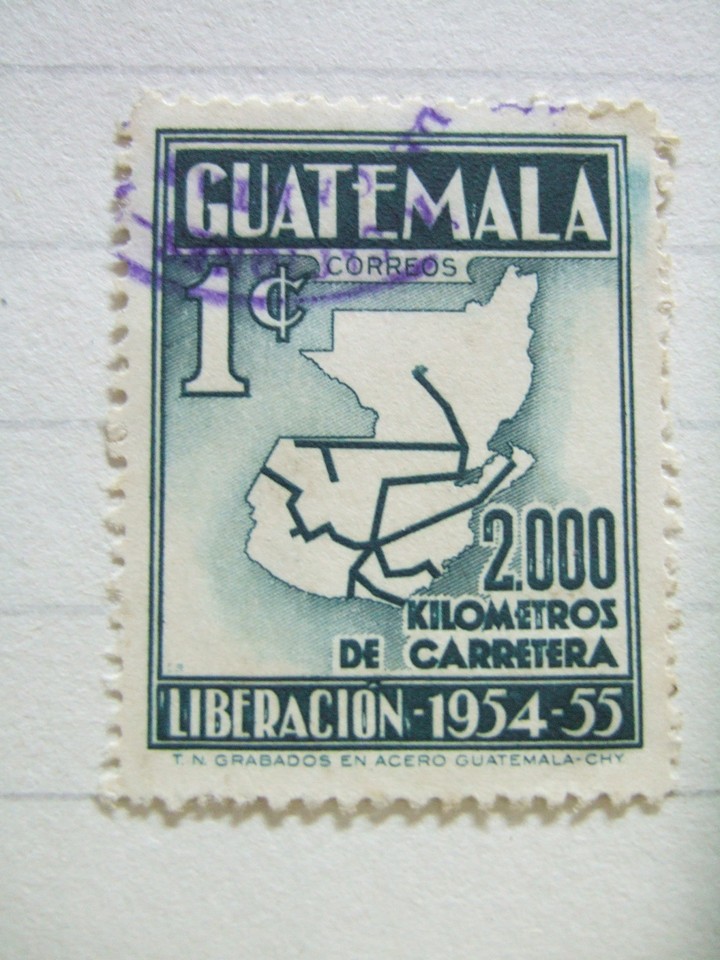 GUATEMALA
CORREOS
1¢
2.000
KILOMETROS
DE CARRETERA
LIBERACIÓN-1954-55
T. N. GRABADOS EN ACERO GUATEMALA-CHY.